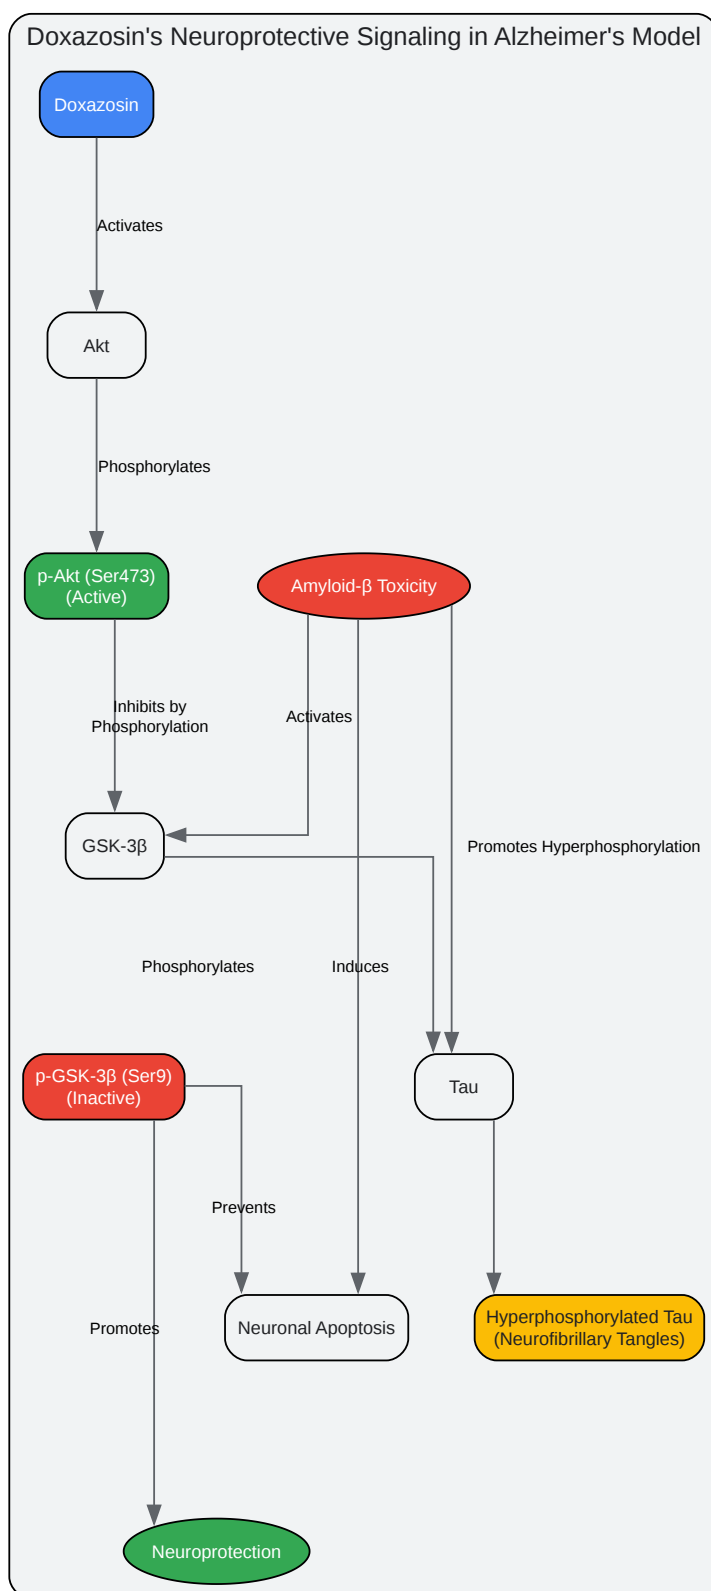 Doxazosin's Neuroprotective Signaling in Alzheimer's Model
Doxazosin
Activates
Akt
Phosphorylates
p-Akt (Ser473)
(Active)
Amyloid-β Toxicity
Inhibits by
Phosphorylation
Activates
GSK-3β
Promotes Hyperphosphorylation
Phosphorylates
Induces
p-GSK-3β (Ser9)
(Inactive)
Tau
Prevents
Promotes
Neuronal Apoptosis
Hyperphosphorylated Tau
(Neurofibrillary Tangles)
Neuroprotection